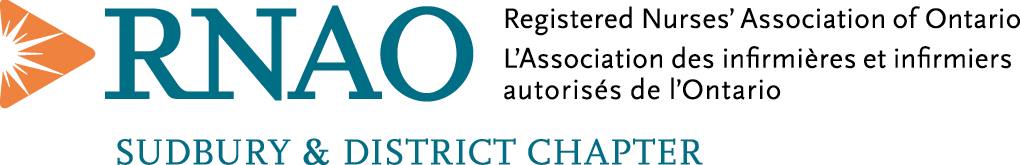 RNAO
Registered Nurses’ Association of Ontario
L’Association des infirmières et infirmiers
autorisés de l’Ontario
SUDBURY & DISTRICT CHAPTER